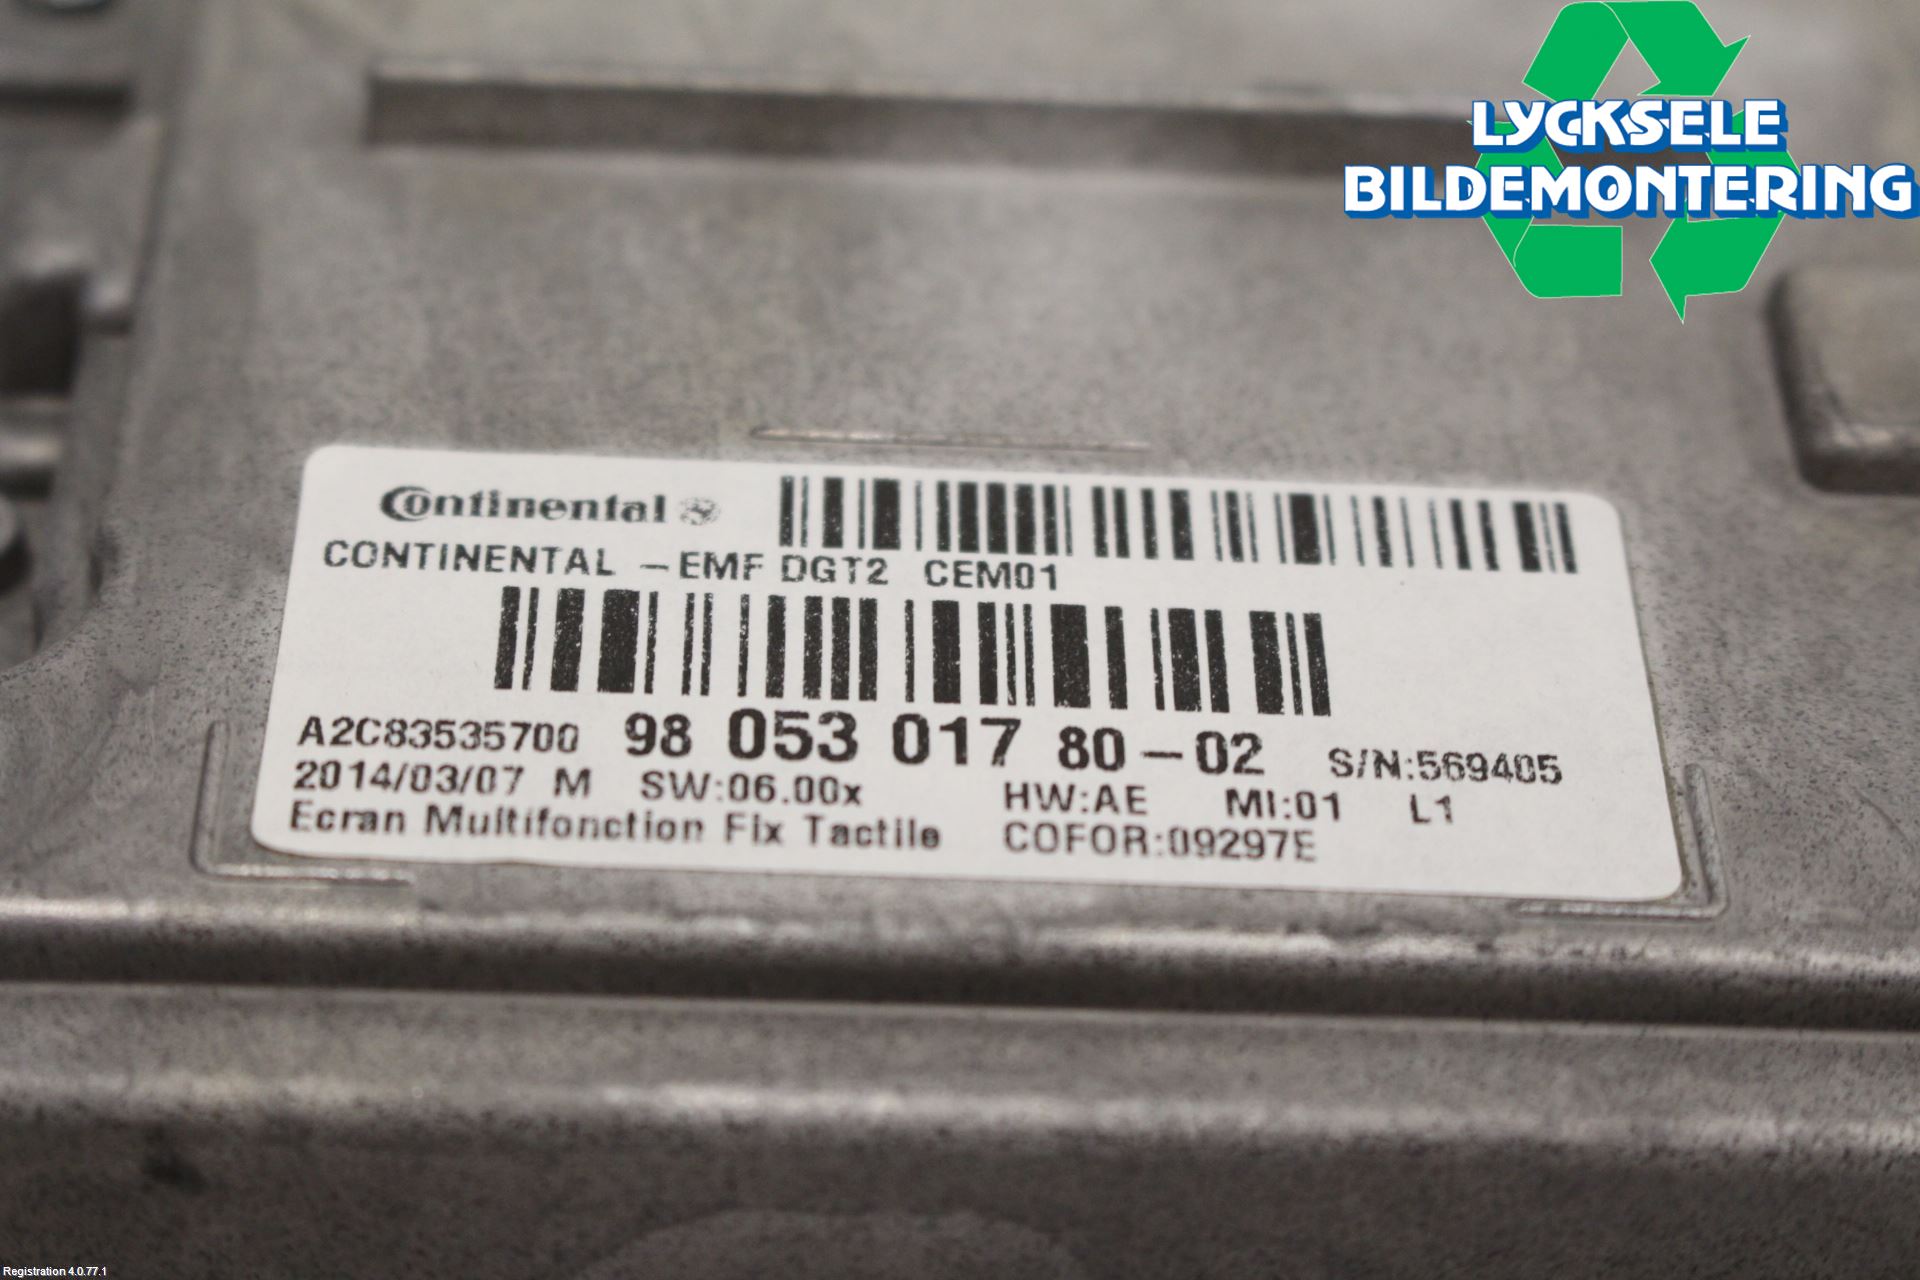 LYCKSELE
BILDEMONTERING
Continental
CONTINENTAL -EMF DGT2 CEM01
A2C83535700 98 053 017 80-02 S/N:569405
2014/03/07 M SW:06.00x HW:AE MI:01 L1
Ecran Multifonction Fix Tactile COFOR:09297E
Registration 4.0.77.1